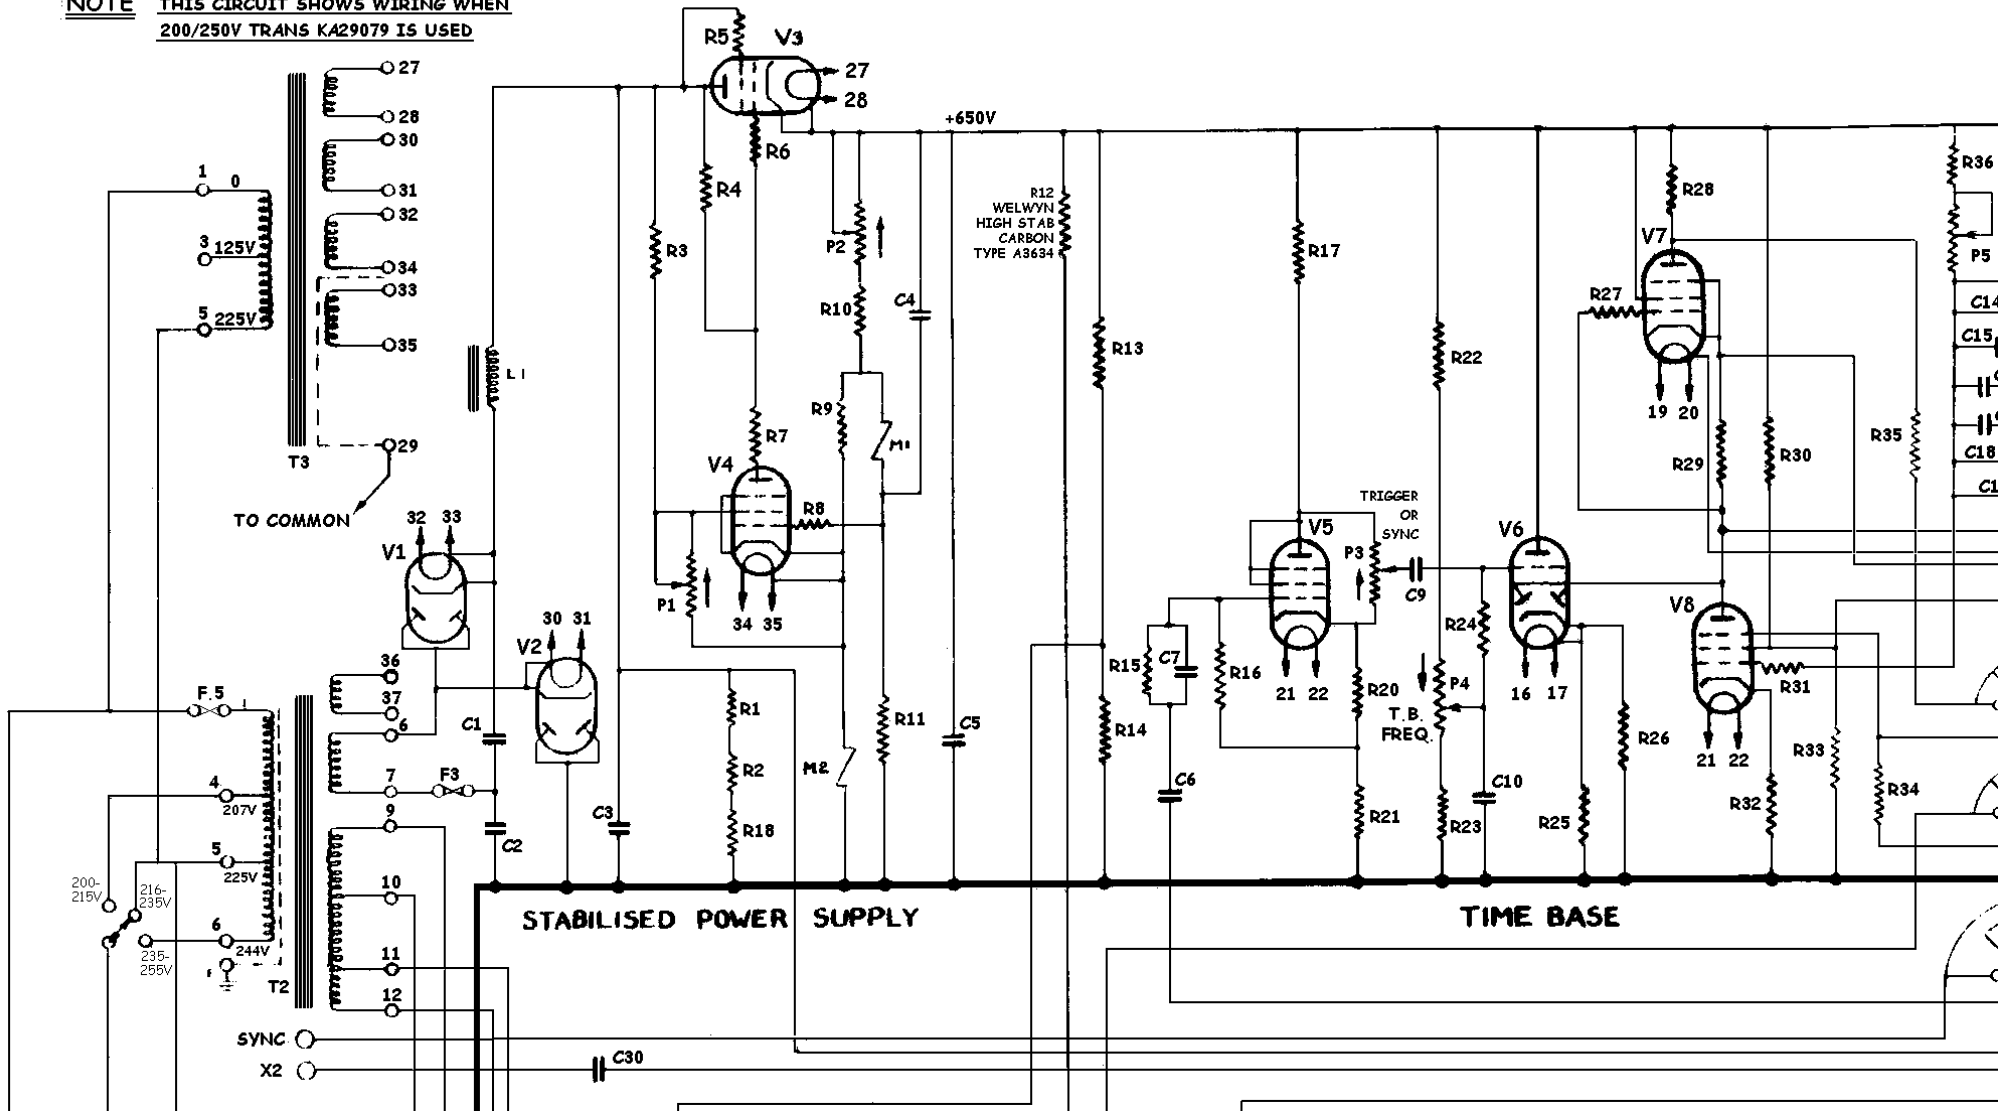 NOTE THIS CIRCUIT SHOWS WIRING WHEN
200/250V TRANS KA29079 IS USED
R5 V3
27
28
27
28
30
31
32
34
33
35
29
1 0
3 125V
5 225V
T3
TO COMMON
+650V
R6
R4
R3
P2
R10
C4
R12
WELWYN
HIGH STAB
CARBON
TYPE A3634
R13
R17
R22
V7
R28
R27
19 20
R29
R30
R35
R36
P5
C14
C15
C18
C1
L1
R9
M1
R7
V4
R8
P1
34 35
32 33
V1
30 31
V2
36
37
6
7
F3
9
10
11
12
C1
C2
C3
R1
R2
R18
M2
R11
C5
R14
R15
C7
R16
C6
V5
21 22
TRIGGER
OR
SYNC
P3
C9
R20
R21
P4
T.B.
FREQ.
R23
R24
C10
V6
16 17
R25
R26
V8
R31
21 22
R32
R33
R34
F.5
4
207V
5
225V
6
244V
T2
200-
215V
216-
235V
235-
255V
STABILISED POWER SUPPLY
TIME BASE
SYNC
X2
C30